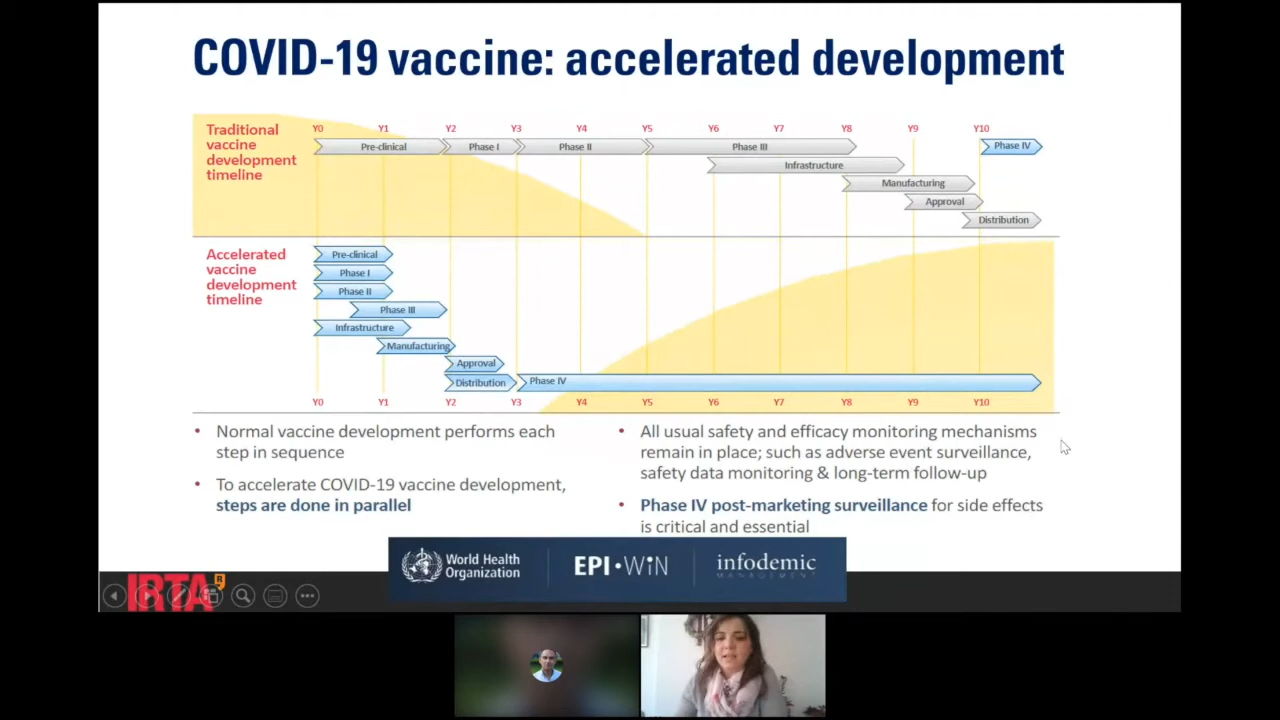 COVID-19 vaccine: accelerated development
Traditional
vaccine
development
timeline
Y0 Y1 Y2 Y3 Y4 Y5 Y6 Y7 Y8 Y9 Y10
Pre-clinical Phase I Phase II Phase III Phase IV
Infrastructure
Manufacturing
Approval
Distribution
Accelerated
vaccine
development
timeline
Pre-clinical
Phase I
Phase II
Phase III
Infrastructure
Manufacturing
Approval
Distribution Phase IV
Y0 Y1 Y2 Y3 Y4 Y5 Y6 Y7 Y8 Y9 Y10
• Normal vaccine development performs each
step in sequence
• To accelerate COVID-19 vaccine development,
steps are done in parallel
• All usual safety and efficacy monitoring mechanisms
remain in place; such as adverse event surveillance,
safety data monitoring & long-term follow-up
• Phase IV post-marketing surveillance for side effects
is critical and essential
World Health
Organization
EPI•WiN
infodemic
MANAGEMENT
IRTA
R